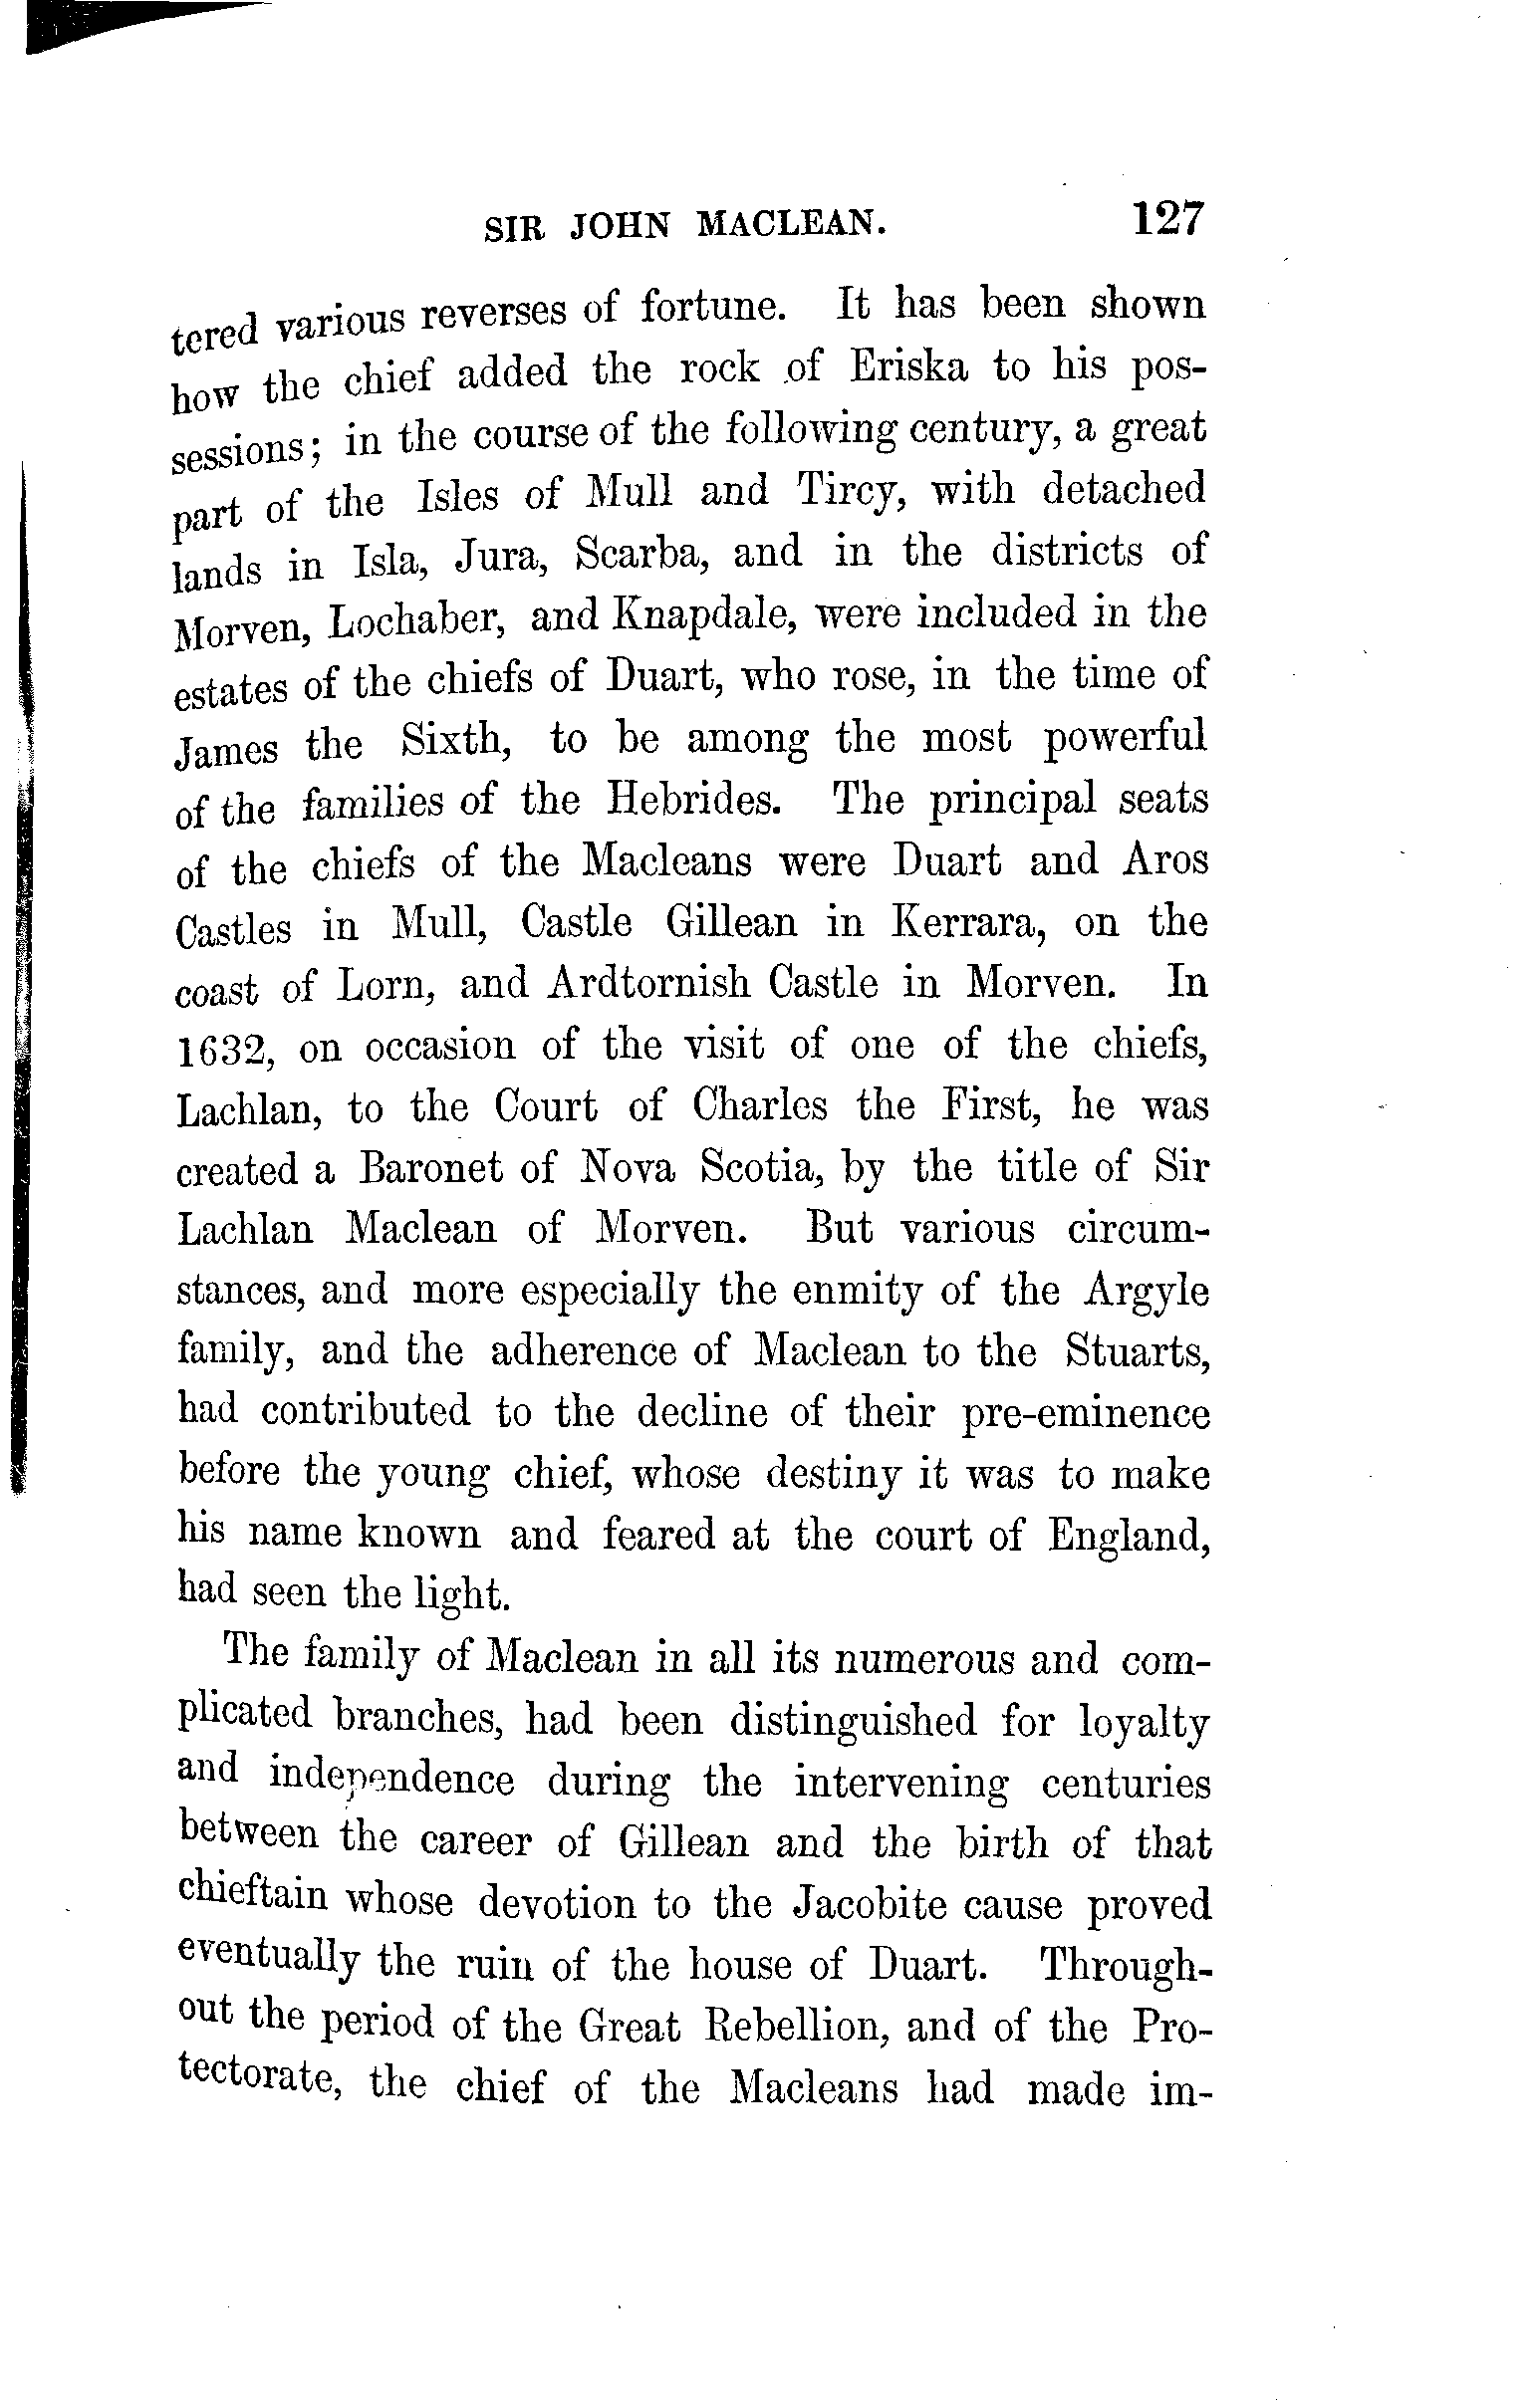 SIR JOHN MACLEAN. 127
tered various reverses of fortune. It has been shown
how the chief added the rock of Eriska to his pos-
sessions; in the course of the following century, a great
part of the Isles of Mull and Tirey, with detached
lands in Isla, Jura, Scarba, and in the districts of
Morven, Lochaber, and Knapdale, were included in the
estates of the chiefs of Duart, who rose, in the time of
James the Sixth, to be among the most powerful
of the families of the Hebrides. The principal seats
of the chiefs of the Macleans were Duart and Aros
Castles in Mull, Castle Gillean in Kerrara, on the
coast of Lorn, and Ardtornish Castle in Morven. In
1632, on occasion of the visit of one of the chiefs,
Lachlan, to the Court of Charles the First, he was
created a Baronet of Nova Scotia, by the title of Sir
Lachlan Maclean of Morven. But various circum-
stances, and more especially the enmity of the Argyle
family, and the adherence of Maclean to the Stuarts,
had contributed to the decline of their pre-eminence
before the young chief, whose destiny it was to make
his name known and feared at the court of England,
had seen the light.
The family of Maclean in all its numerous and com-
plicated branches, had been distinguished for loyalty
and independence during the intervening centuries
between the career of Gillean and the birth of that
chieftain whose devotion to the Jacobite cause proved
eventually the ruin of the house of Duart. Through-
out the period of the Great Rebellion, and of the Pro-
tectorate, the chief of the Macleans had made im-